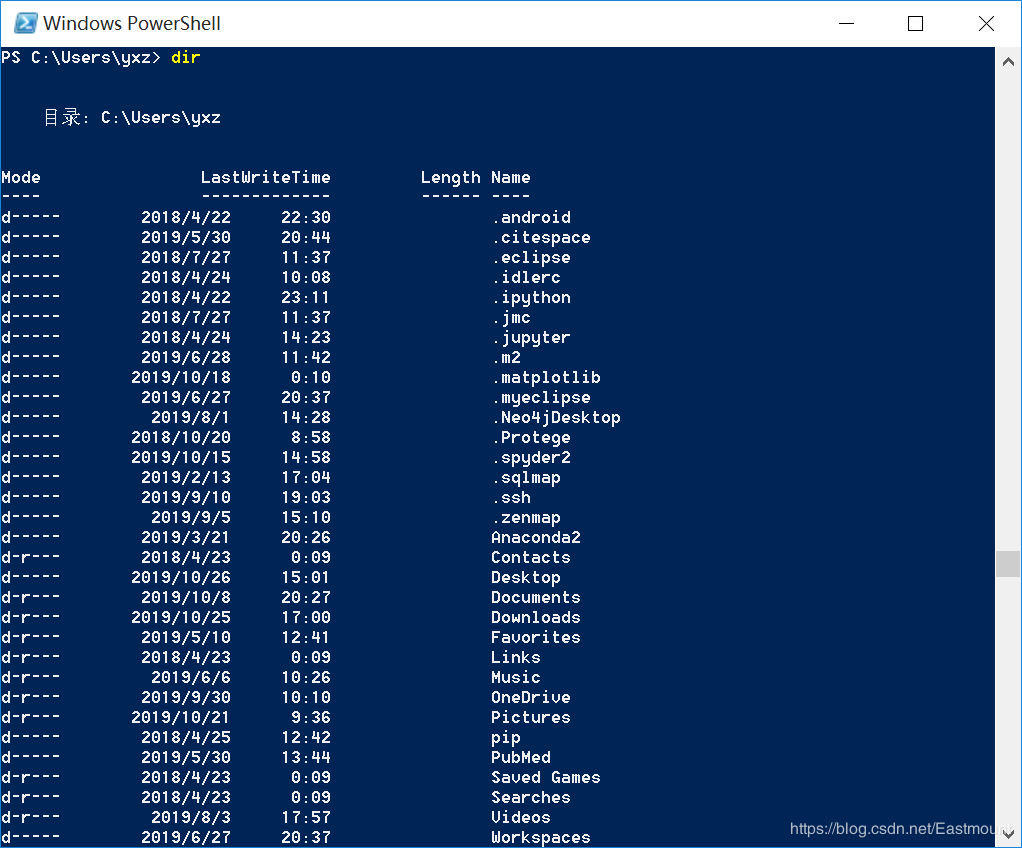 Windows PowerShell
PS C:\Users\yxz> dir
目录: C:\Users\yxz
Mode                LastWriteTime         Length Name
----                -------------         ------ ----
d-----        2018/4/22     22:30                .android
d-----        2019/5/30     20:44                .citespace
d-----        2018/7/27     11:37                .eclipse
d-----        2018/4/24     10:08                .idlerc
d-----        2018/4/22     23:11                .ipython
d-----        2018/7/27     11:37                .jmc
d-----        2018/4/24     14:23                .jupyter
d-----        2019/6/28     11:42                .m2
d-----       2019/10/18      0:10                .matplotlib
d-----        2019/6/27     20:37                .myeclipse
d-----         2019/8/1     14:28                .Neo4jDesktop
d-----       2018/10/20      8:58                .Protege
d-----       2019/10/15     14:58                .spyder2
d-----        2019/2/13     17:04                .sqlmap
d-----        2019/9/10     19:03                .ssh
d-----         2019/9/5     15:10                .zenmap
d-----        2019/3/21     20:26                Anaconda2
d-r---        2018/4/23      0:09                Contacts
d-----       2019/10/26     15:01                Desktop
d-r---        2019/10/8     20:27                Documents
d-r---       2019/10/25     17:00                Downloads
d-r---        2019/5/10     12:41                Favorites
d-r---        2018/4/23      0:09                Links
d-r---         2019/6/6     10:26                Music
d-r---        2019/9/30     10:10                OneDrive
d-r---       2019/10/21      9:36                Pictures
d-----        2018/4/25     12:42                pip
d-----        2019/5/30     13:44                PubMed
d-r---        2018/4/23      0:09                Saved Games
d-r---        2018/4/23      0:09                Searches
d-r---         2019/8/3     17:57                Videos
d-----        2019/6/27     20:37                Workspaces
https://blog.csdn.net/Eastmount